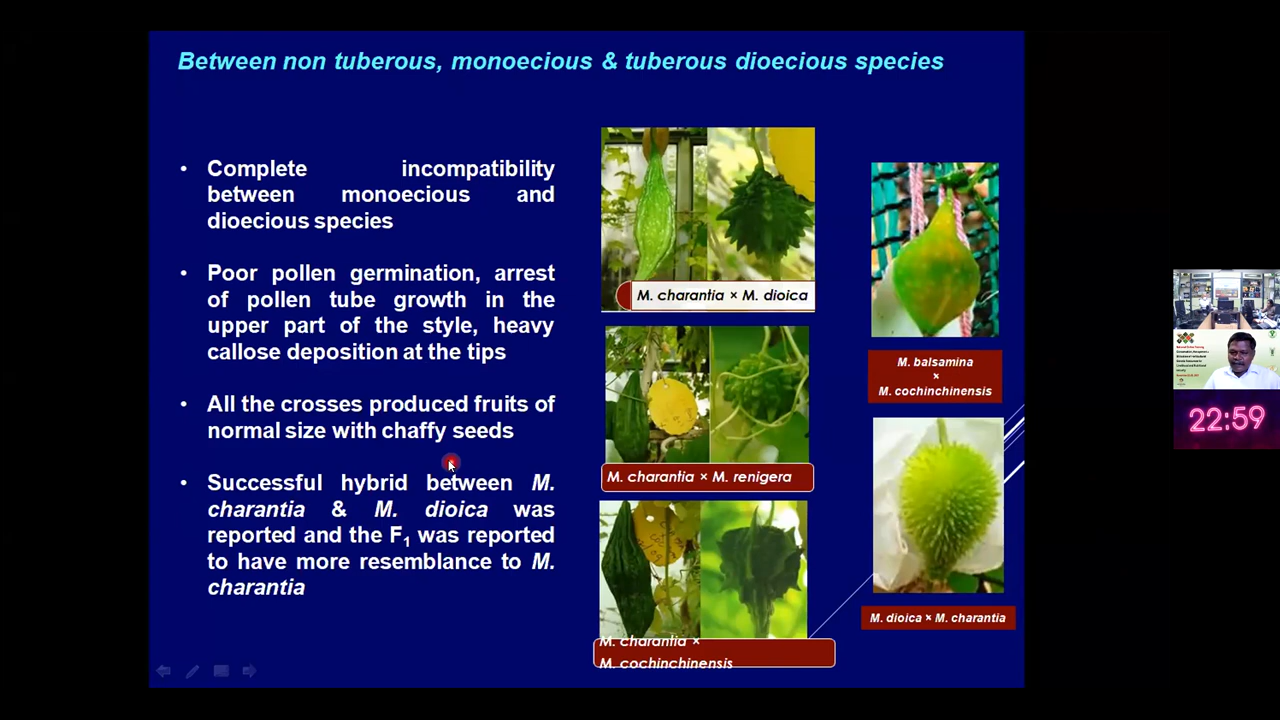 Between non tuberous, monoecious & tuberous dioecious species
• Complete incompatibility
between monoecious and
dioecious species
• Poor pollen germination, arrest
of pollen tube growth in the
upper part of the style, heavy
callose deposition at the tips
• All the crosses produced fruits of
normal size with chaffy seeds
• Successful hybrid between M.
charantia & M. dioica was
reported and the F₁ was reported
to have more resemblance to M.
charantia
M. charantia × M. dioica
M. charantia × M. renigera
M. charantia ×
M. cochinchinensis
M. balsamina
×
M. cochinchinensis
M. dioica × M. charantia
22:59